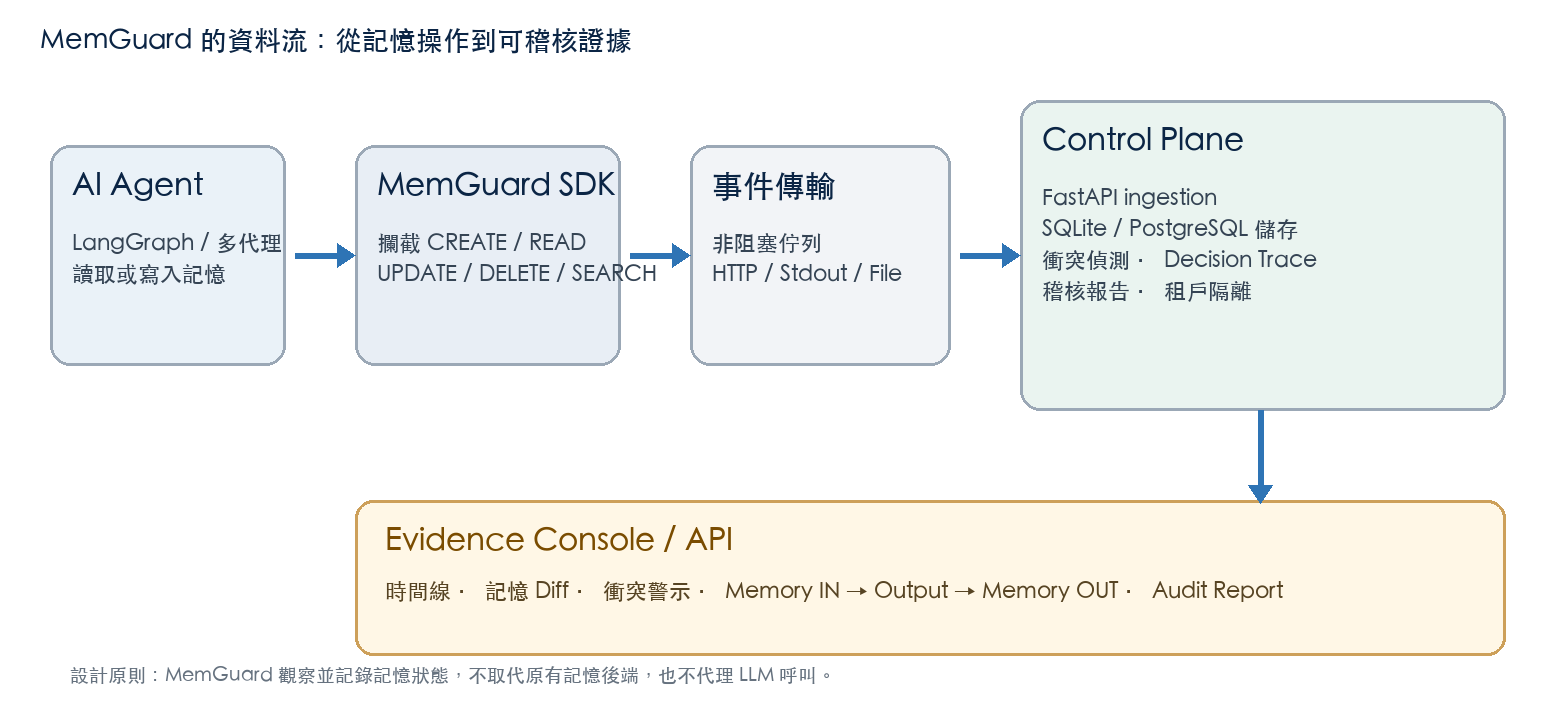 MemGuard 的資料流：從記憶操作到可稽核證據
AI Agent
LangGraph / 多代理
讀取或寫入記憶
MemGuard SDK
攔截 CREATE / READ
UPDATE / DELETE / SEARCH
事件傳輸
非阻塞佇列
HTTP / Stdout / File
Control Plane
FastAPI ingestion
SQLite / PostgreSQL 儲存
衝突偵測・ Decision Trace
稽核報告・ 租戶隔離
Evidence Console / API
時間線・ 記憶 Diff・ 衝突警示・ Memory IN → Output → Memory OUT・ Audit Report
設計原則：MemGuard 觀察並記錄記憶狀態，不取代原有記憶後端，也不代理 LLM 呼叫。